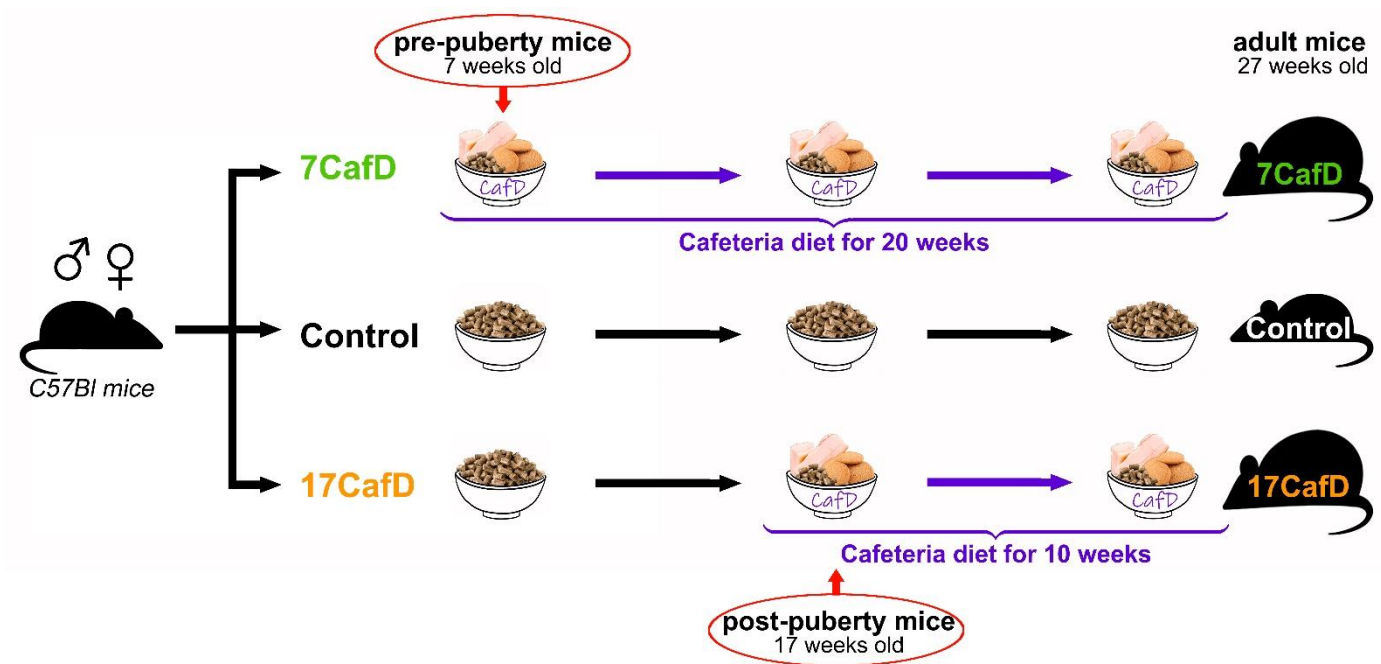 pre-puberty mice
7 weeks old
adult mice
27 weeks old
7CafD
CafD
CafD
CafD
7CafD
Cafeteria diet for 20 weeks
♂ ♀
C57Bl mice
Control
Control
17CafD
CafD
CafD
17CafD
Cafeteria diet for 10 weeks
post-puberty mice
17 weeks old